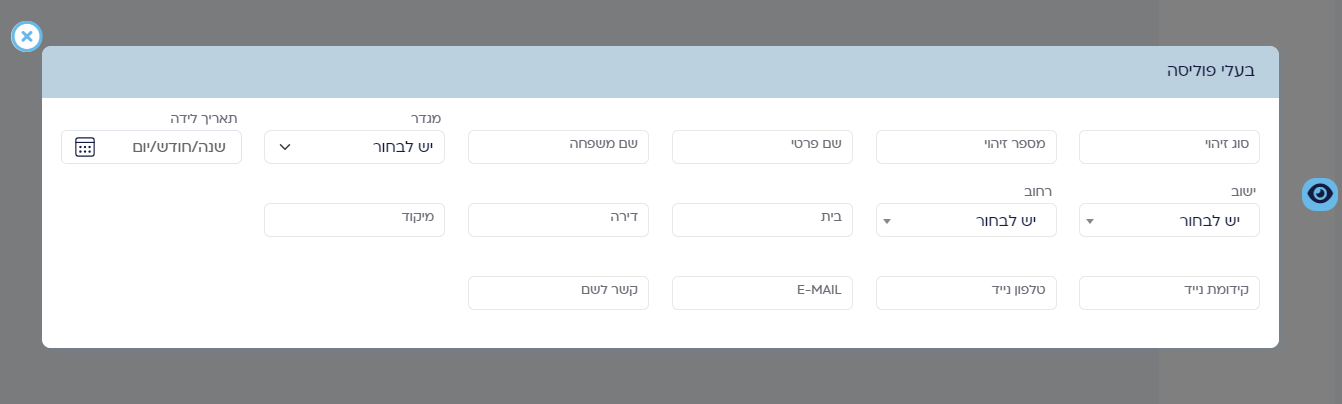 בעלי פוליסה
מגדר תאריך לידה
סוג זיהוי מספר זיהוי שם פרטי שם משפחה יש לבחור שנה/חודש/יום
ישוב רחוב
יש לבחור יש לבחור בית דירה מיקוד
קידומת נייד טלפון נייד E-MAIL קשר לשם